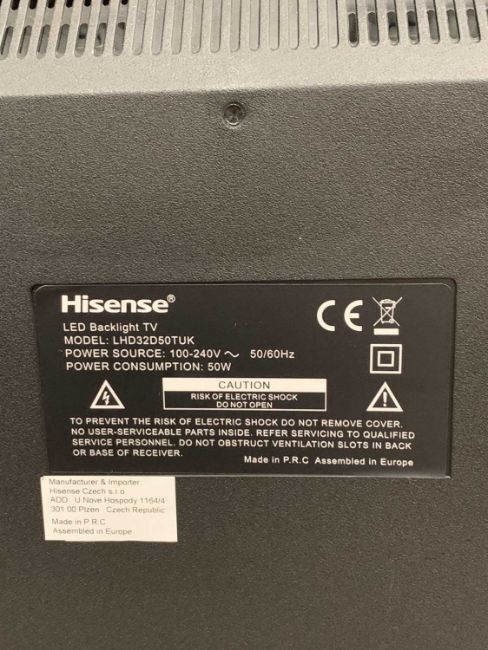 Hisense®
LED Backlight TV
MODEL: LHD32D50TUK
POWER SOURCE: 100-240V ~ 50/60Hz
POWER CONSUMPTION: 50W
CE
CAUTION
RISK OF ELECTRIC SHOCK
DO NOT OPEN
TO PREVENT THE RISK OF ELECTRIC SHOCK DO NOT REMOVE COVER.
NO USER-SERVICEABLE PARTS INSIDE. REFER SERVICING TO QUALIFIED
SERVICE PERSONNEL. DO NOT OBSTRUCT VENTILATION SLOTS IN BACK
OR BASE OF RECEIVER.
Made in P.R.C Assembled in Europe
Manufacturer & Importer:
Hisense Czech s.r.o
ADD: U Nove Hospody 1164/4
301 00 Plzen Czech Republic
Made in P.R.C
Assembled in Europe